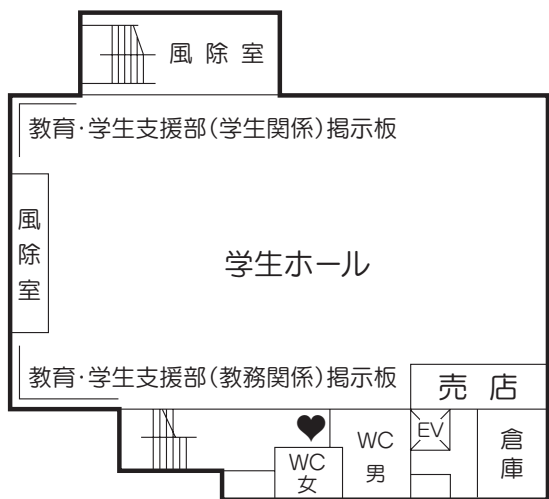 風除室
教育・学生支援部(学生関係)掲示板
風除室
学生ホール
教育・学生支援部(教務関係)掲示板
売店
EV
倉庫
WC
男
WC
女